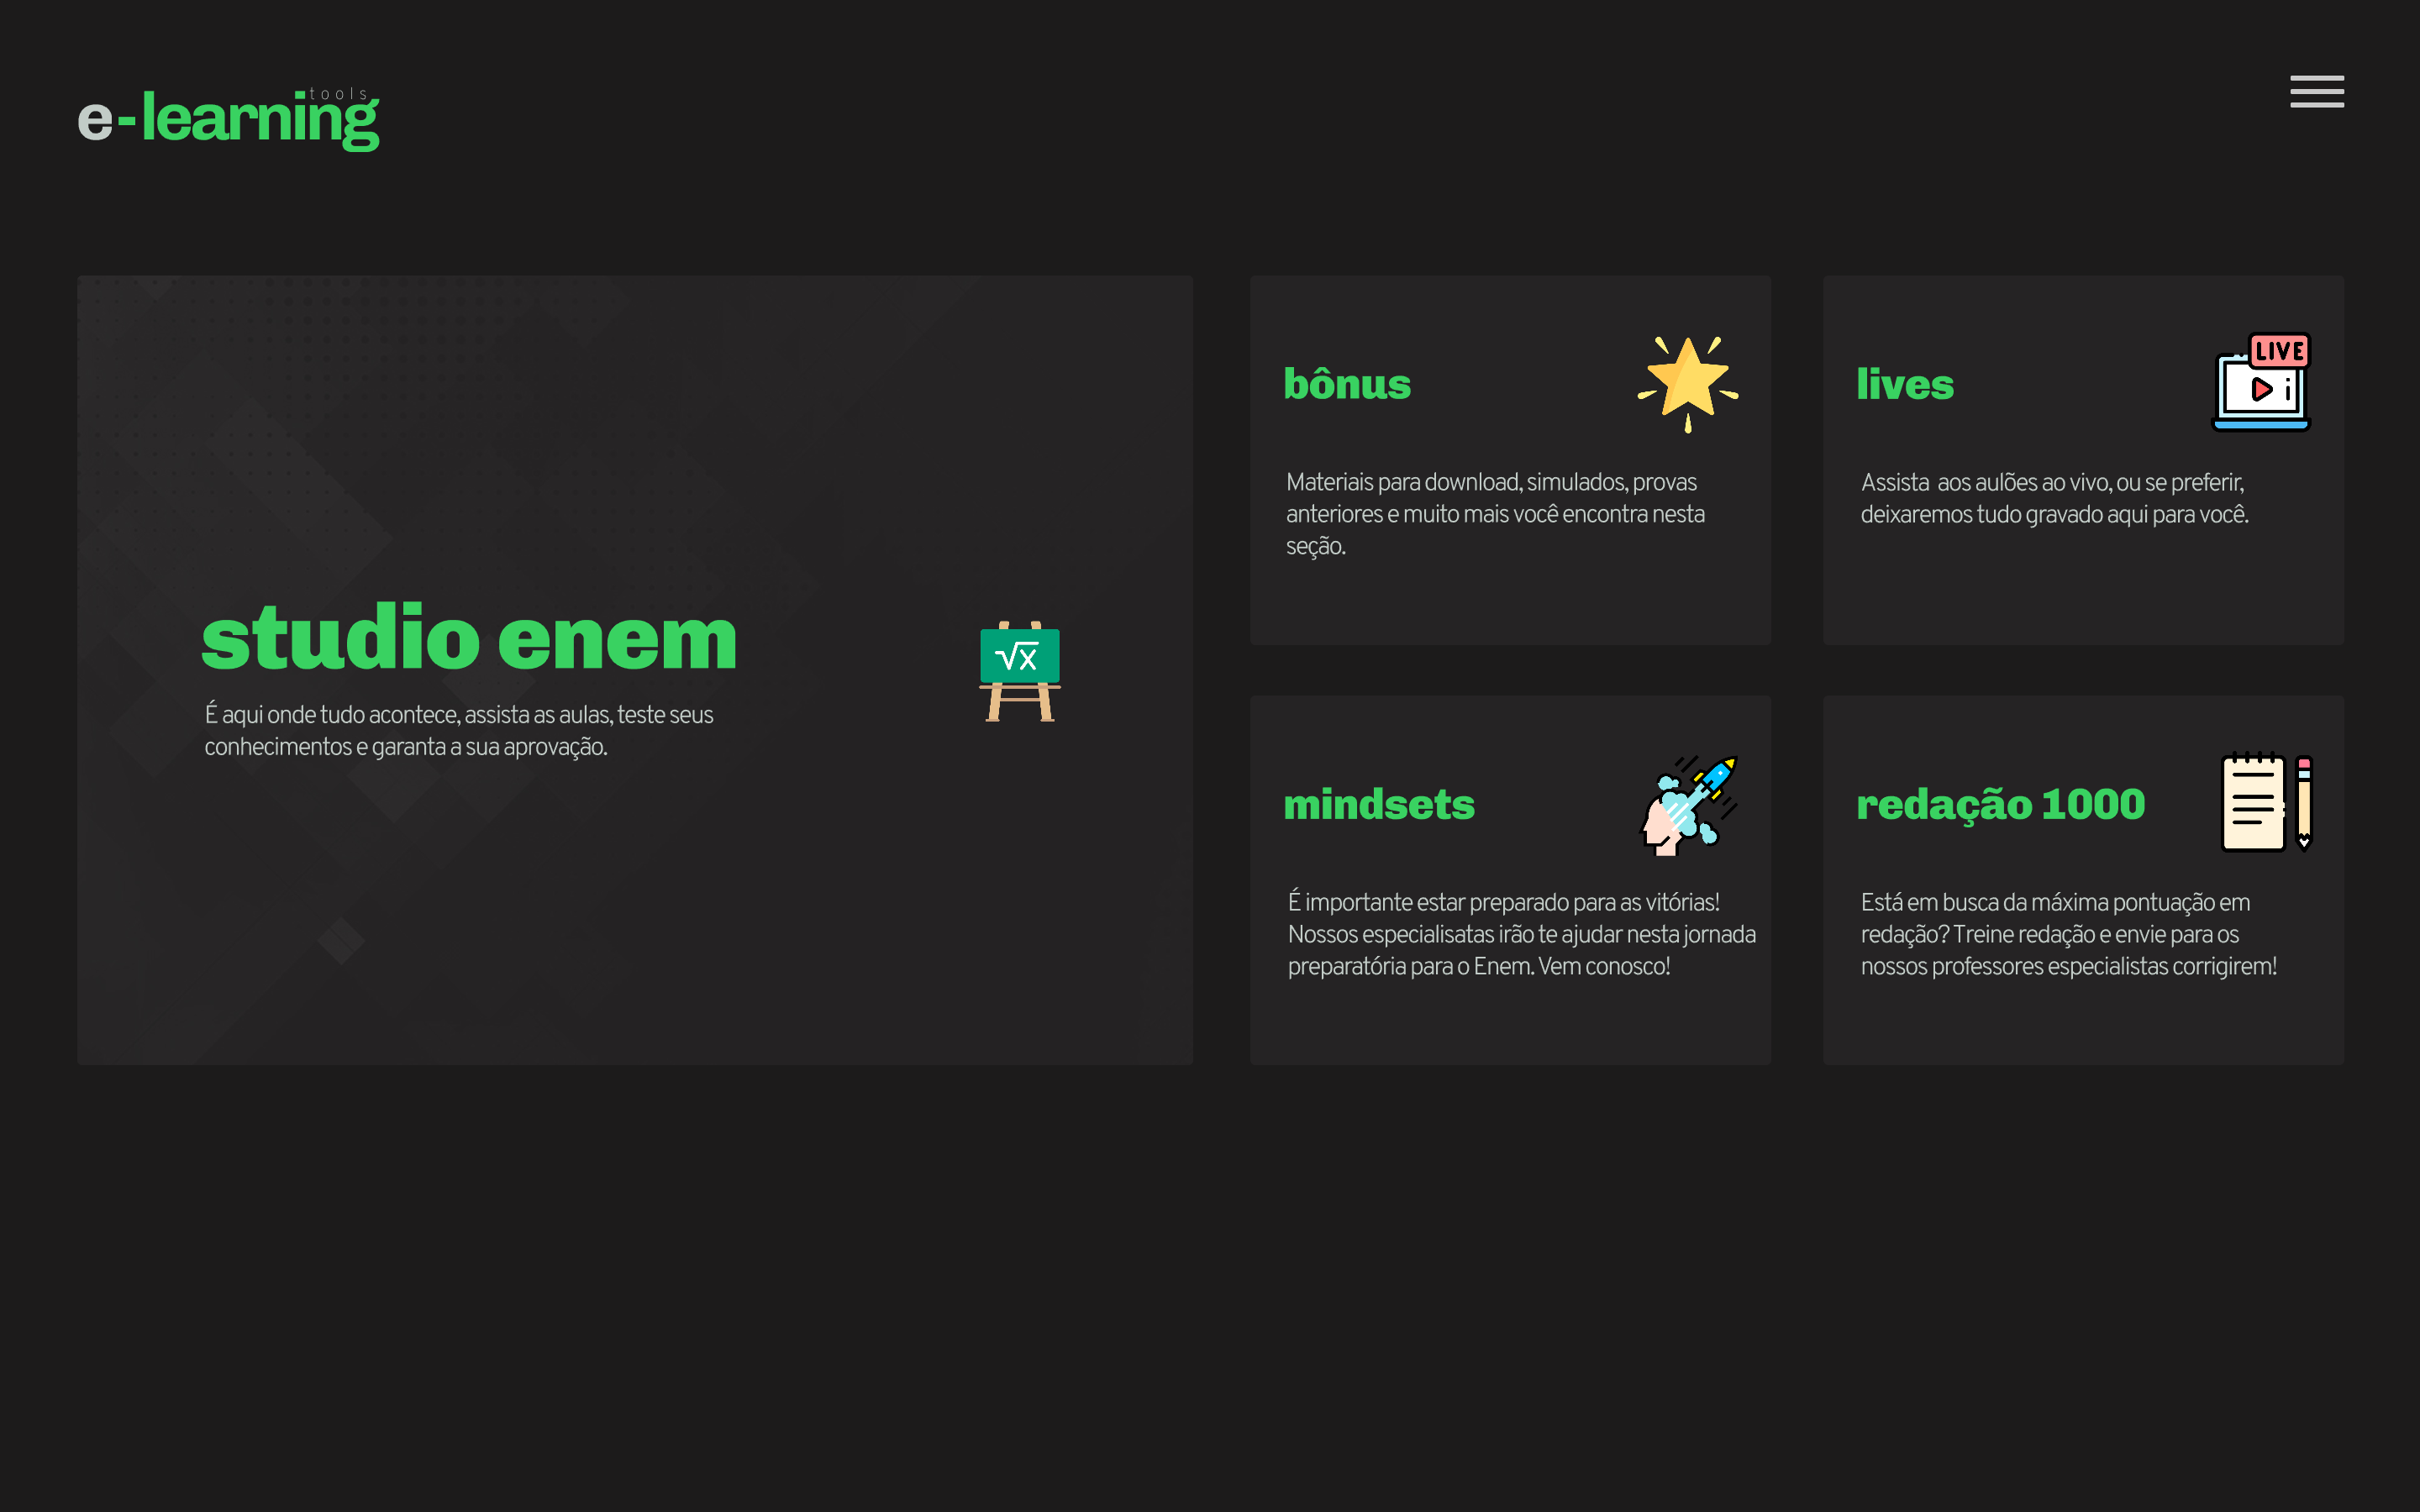 e-learning
tools
studio enem
É aqui onde tudo acontece, assista as aulas, teste seus
conhecimentos e garanta a sua aprovação.
√x
bônus
Materiais para download, simulados, provas
anteriores e muito mais você encontra nesta
seção.
lives
LIVE
Assista  aos aulões ao vivo, ou se preferir,
deixaremos tudo gravado aqui para você.
mindsets
É importante estar preparado para as vitórias!
Nossos especialisatas irão te ajudar nesta jornada
preparatória para o Enem. Vem conosco!
redação 1000
Está em busca da máxima pontuação em
redação? Treine redação e envie para os
nossos professores especialistas corrigirem!